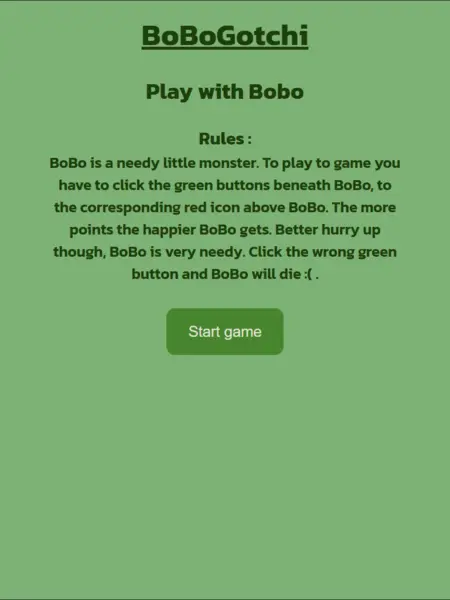 BoBoGotchi
Play with Bobo
Rules :
BoBo is a needy little monster. To play to game you
have to click the green buttons beneath BoBo, to
the corresponding red icon above BoBo. The more
points the happier BoBo gets. Better hurry up
though, BoBo is very needy. Click the wrong green
button and BoBo will die :( .
Start game